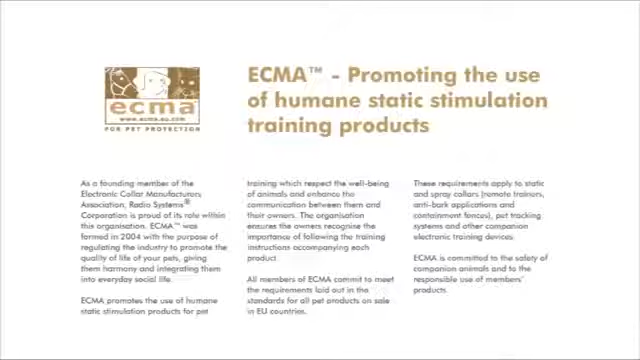 ecma
www.ecma.eu.com
FOR PET PROTECTION
ECMA™ - Promoting the use
of humane static stimulation
training products
As a founding member of the
Electronic Collar Manufacturers
Association, Radio Systems®
Corporation is proud of its role within
this organisation. ECMA™ was
formed in 2004 with the purpose of
regulating the industry to promote the
quality of life of your pets, giving
them harmony and integrating them
into everyday social life.
ECMA promotes the use of humane
static stimulation products for pet
training which respect the well-being
of animals and enhance the
communication between them and
their owners. The organisation
ensures the owners recognise the
importance of following the training
instructions accompanying each
product
All members of ECMA commit to meet
the requirements laid out in the
standards for all pet products on sale
in EU countries.
These requirements apply to static
and spray collars (remote trainers,
anti-bark applications and
containment fences), pet tracking
systems and other companion
electronic training devices.
ECMA is committed to the safety of
companion animals and to the
responsible use of members'
products